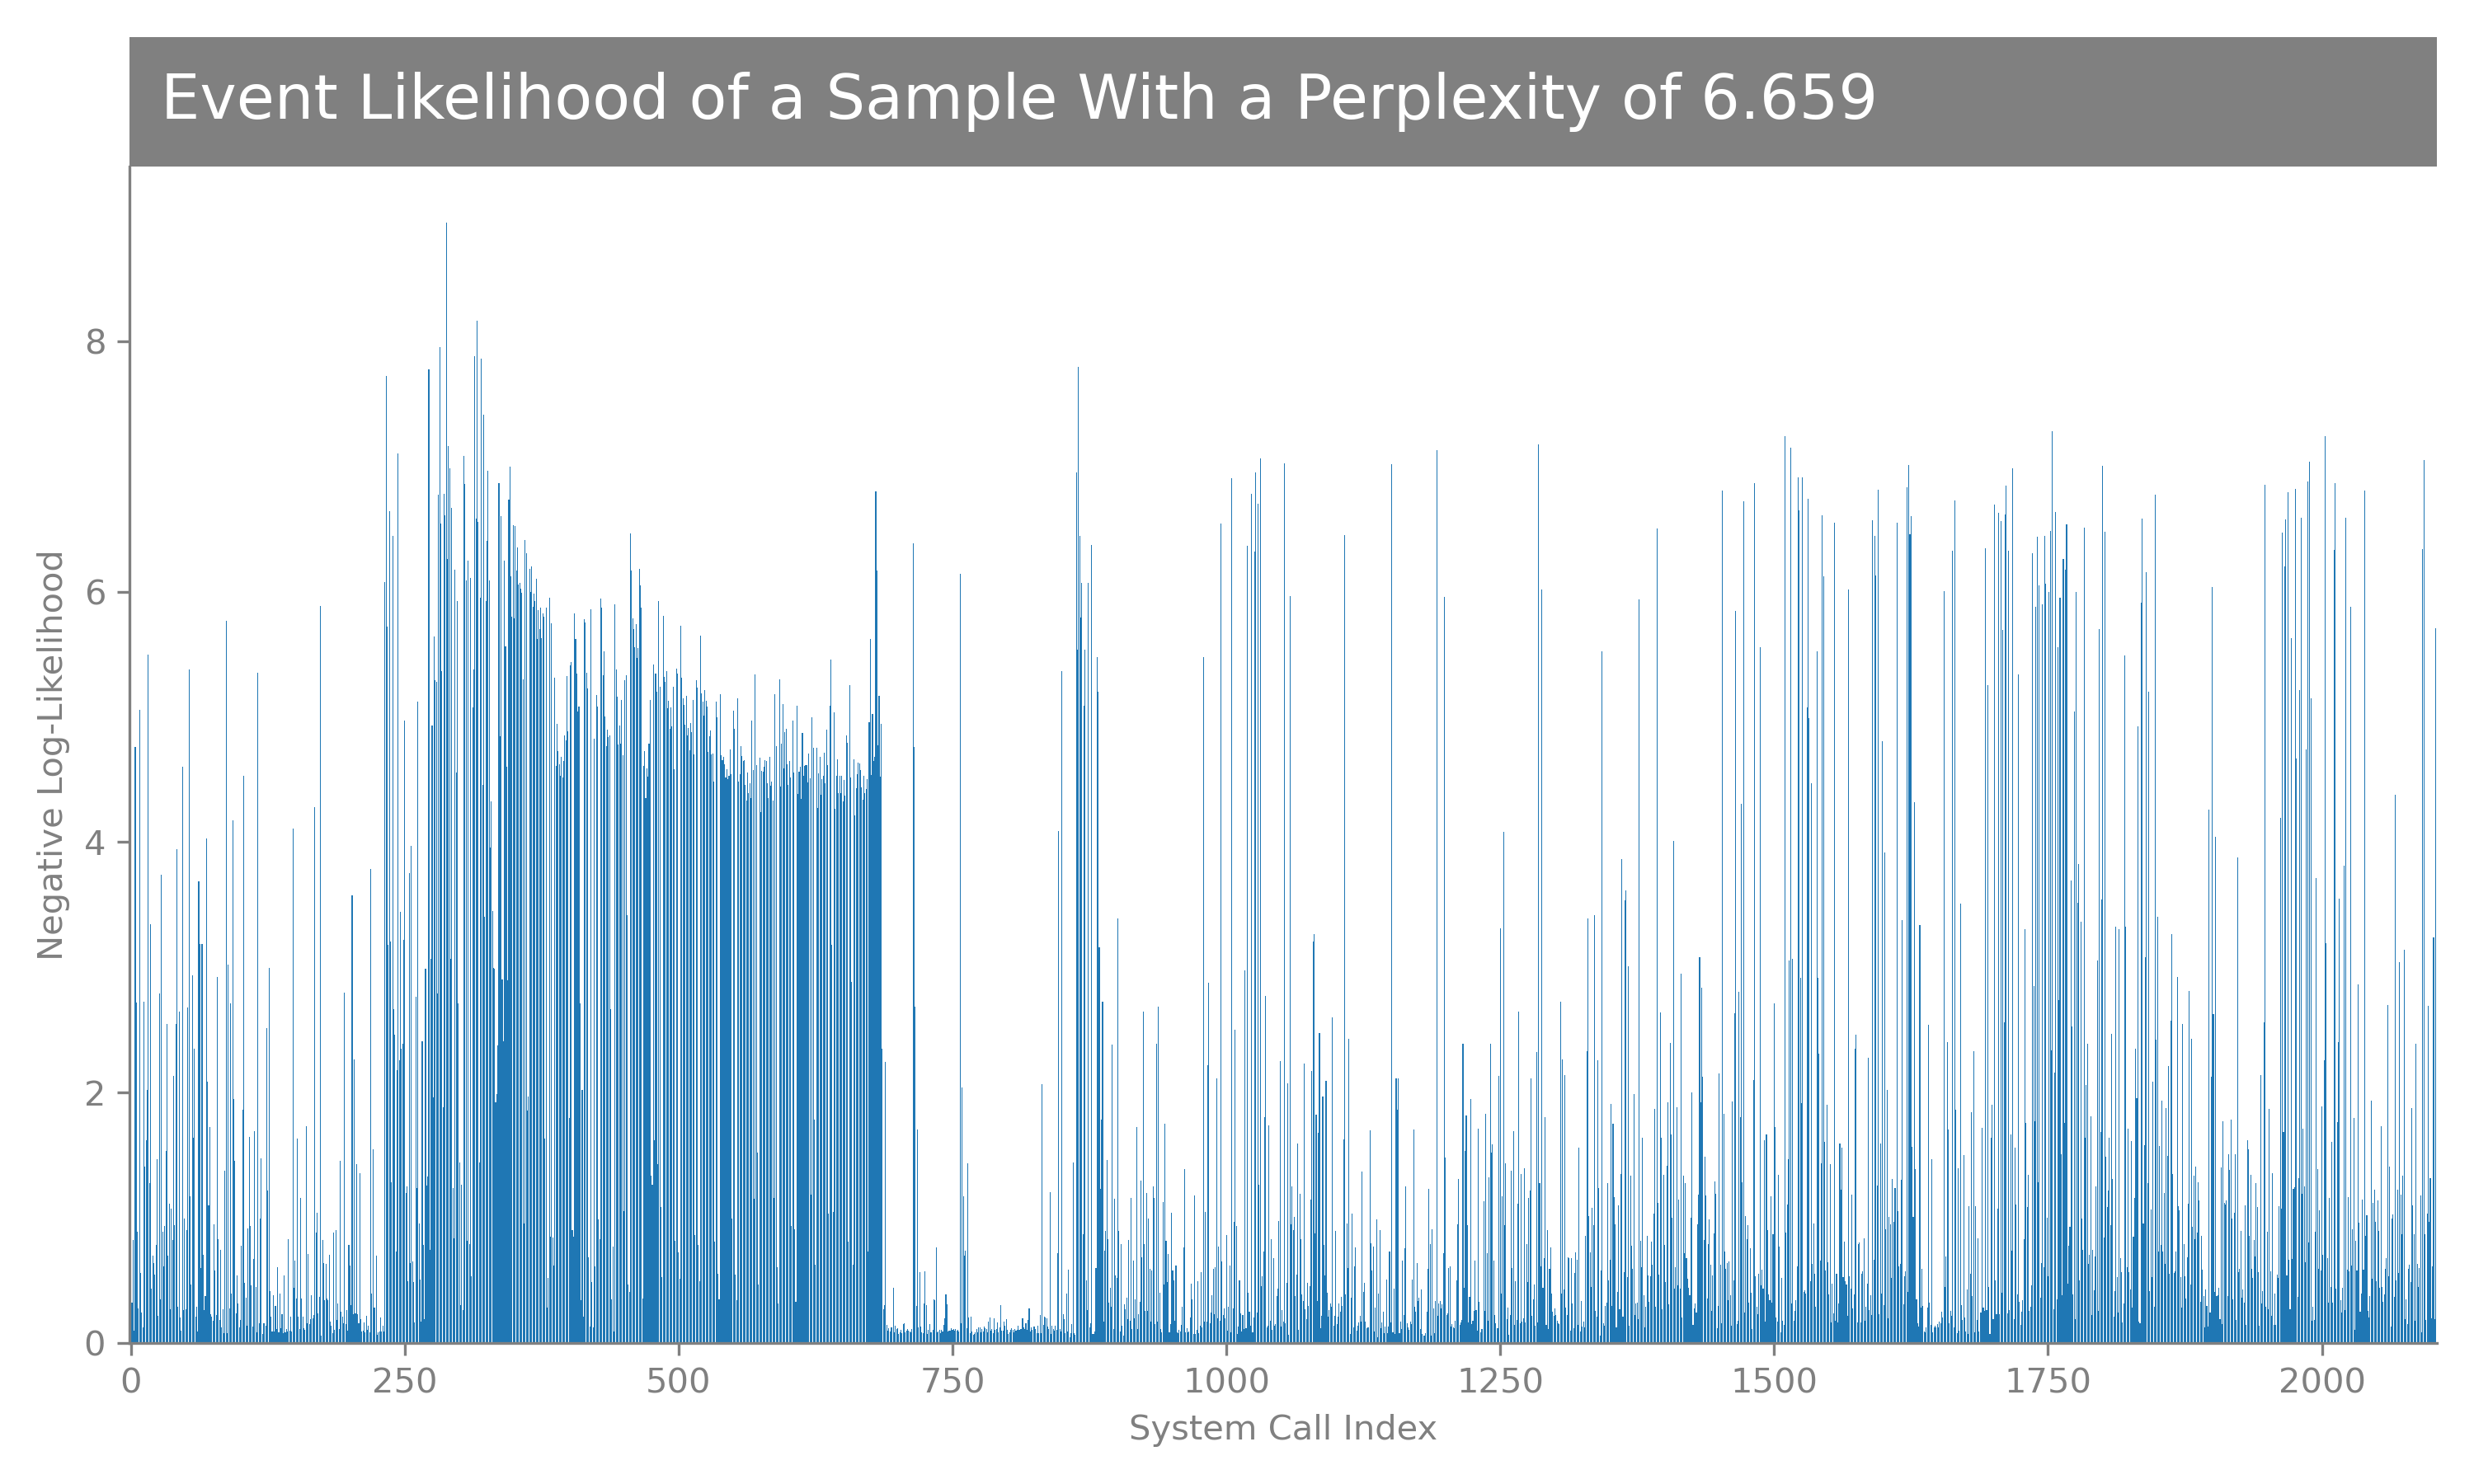 Event Likelihood of a Sample With a Perplexity of 6.659
Negative Log-Likelihood
8
6
4
2
0
0 250 500 750 1000 1250 1500 1750 2000
System Call Index